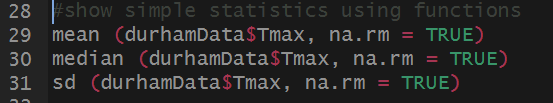 28 #show simple statistics using functions
29 mean (durhamData$Tmax, na.rm = TRUE)
30 median (durhamData$Tmax, na.rm = TRUE)
31 sd (durhamData$Tmax, na.rm = TRUE)